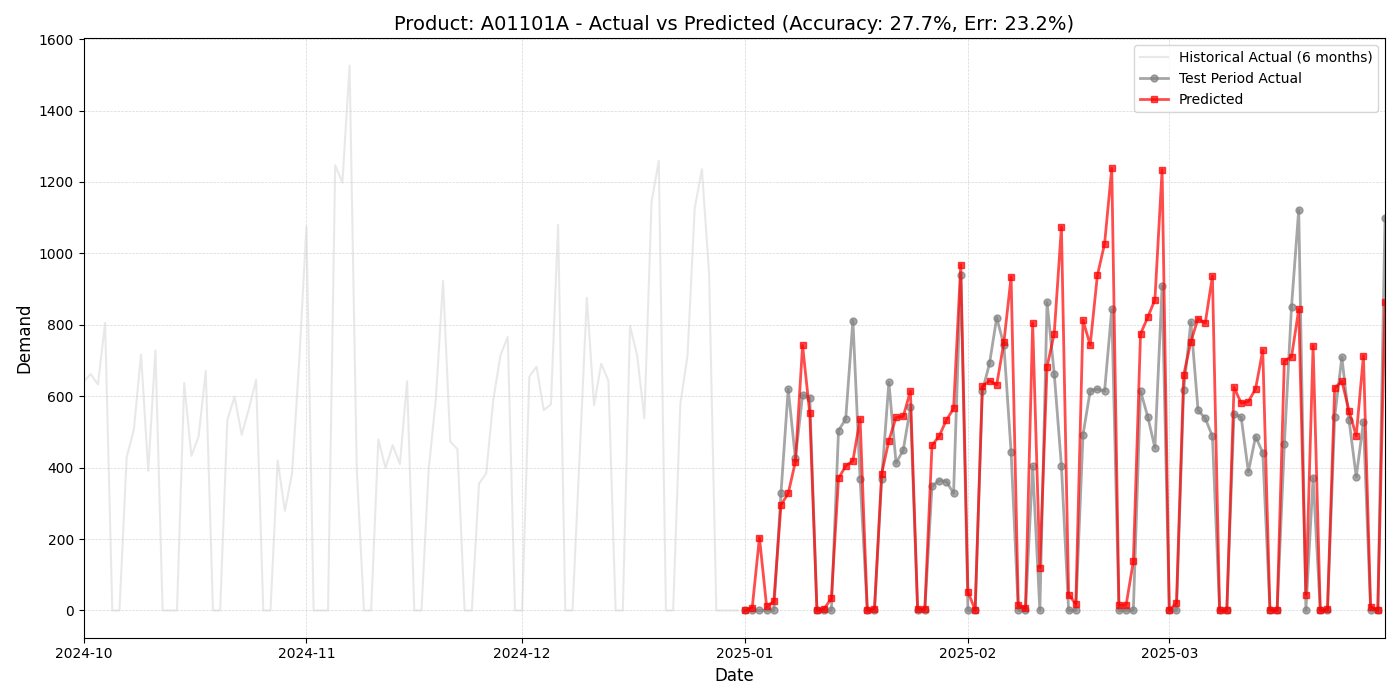 Product: A01101A - Actual vs Predicted (Accuracy: 27.7%, Err: 23.2%)
Historical Actual (6 months)
Test Period Actual
Predicted
1600
1400
1200
1000
800
600
400
200
0
Demand
2024-10
2024-11
2024-12
2025-01
2025-02
2025-03
Date